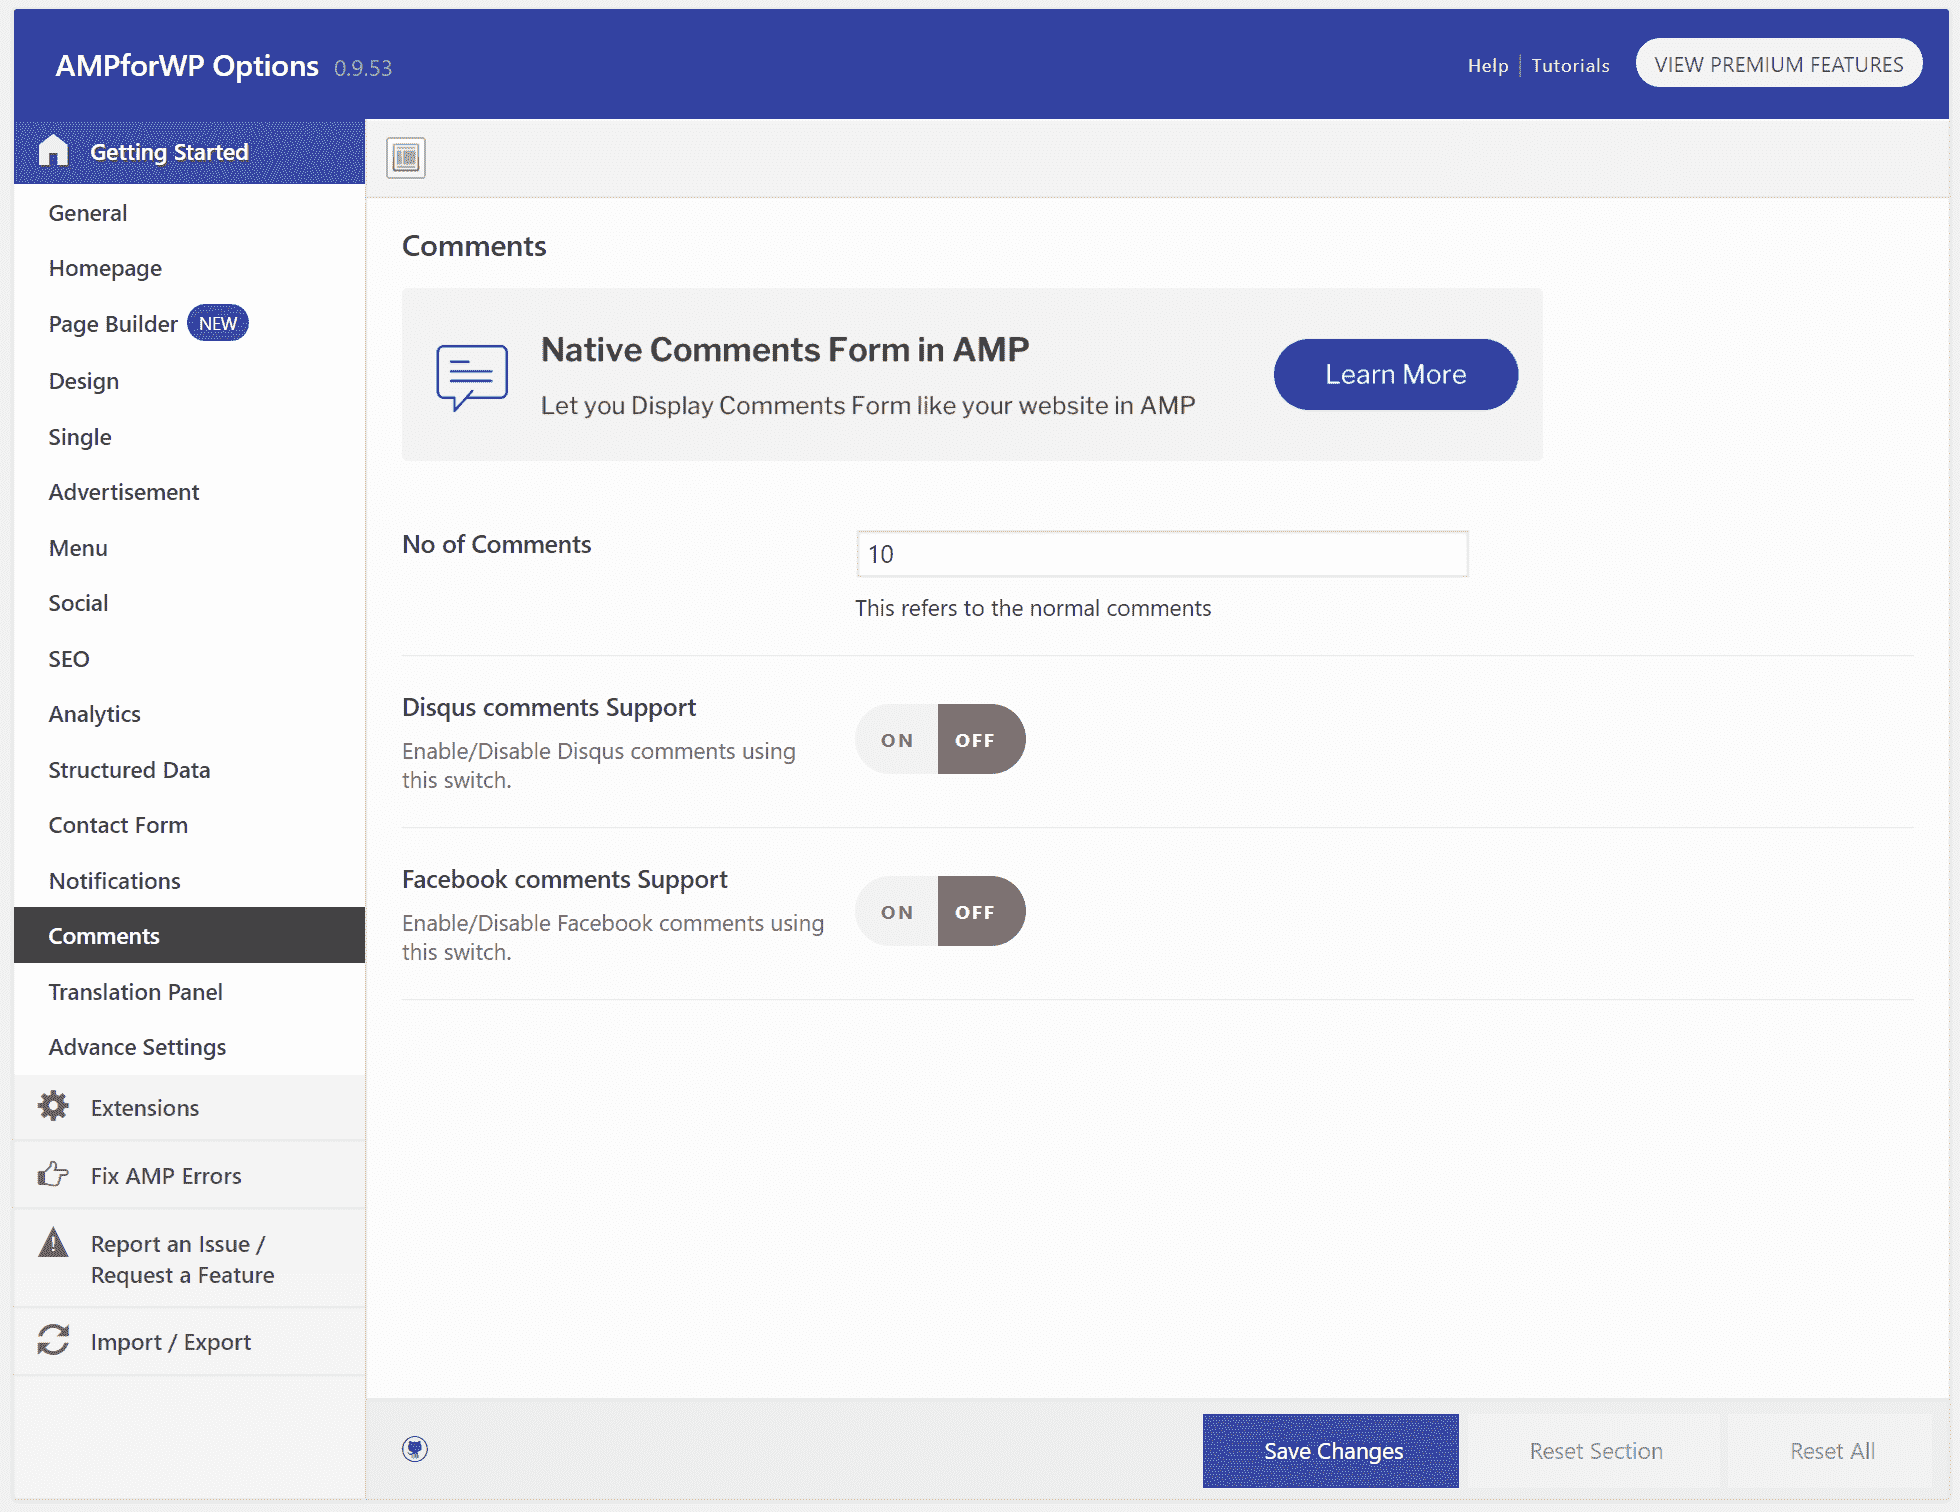 AMPforWP Options 0.9.53
Help
Tutorials
VIEW PREMIUM FEATURES
Getting Started
General
Homepage
Page Builder NEW
Design
Single
Advertisement
Menu
Social
SEO
Analytics
Structured Data
Contact Form
Notifications
Comments
Translation Panel
Advance Settings
Extensions
Fix AMP Errors
Report an Issue /
Request a Feature
Import / Export
Comments
Native Comments Form in AMP
Let you Display Comments Form like your website in AMP
Learn More
No of Comments
10
This refers to the normal comments
Disqus comments Support
Enable/Disable Disqus comments using
this switch.
ON OFF
Facebook comments Support
Enable/Disable Facebook comments using
this switch.
ON OFF
Save Changes
Reset Section
Reset All